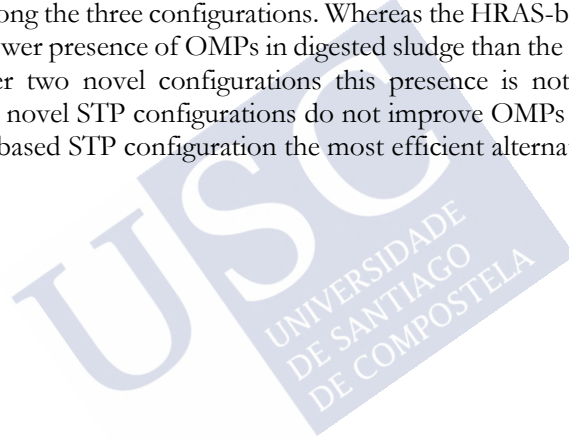 ong the three configurations. Whereas the HRAS-b
wer presence of OMPs in digested sludge than the
er two novel configurations this presence is not
novel STP configurations do not improve OMPs
based STP configuration the most efficient alternat
USC
UNIVERSIDADE
DE SANTIAGO
DE COMPOSTELA